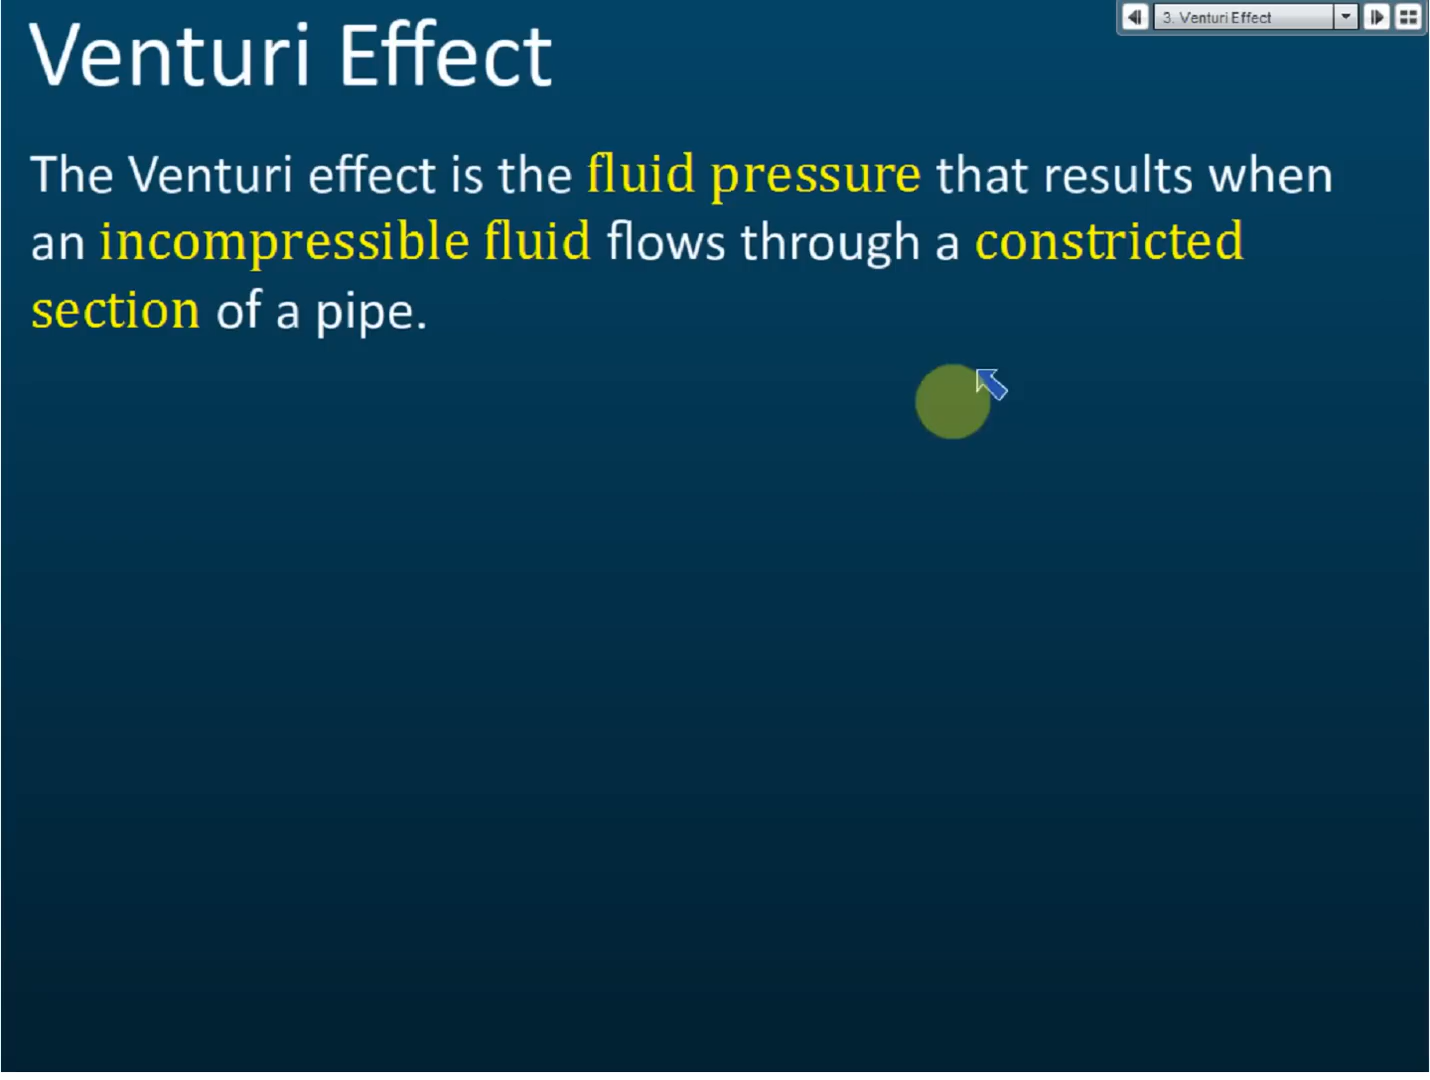 3. Venturi Effect
Venturi Effect
The Venturi effect is the fluid pressure that results when
an incompressible fluid flows through a constricted
section of a pipe.